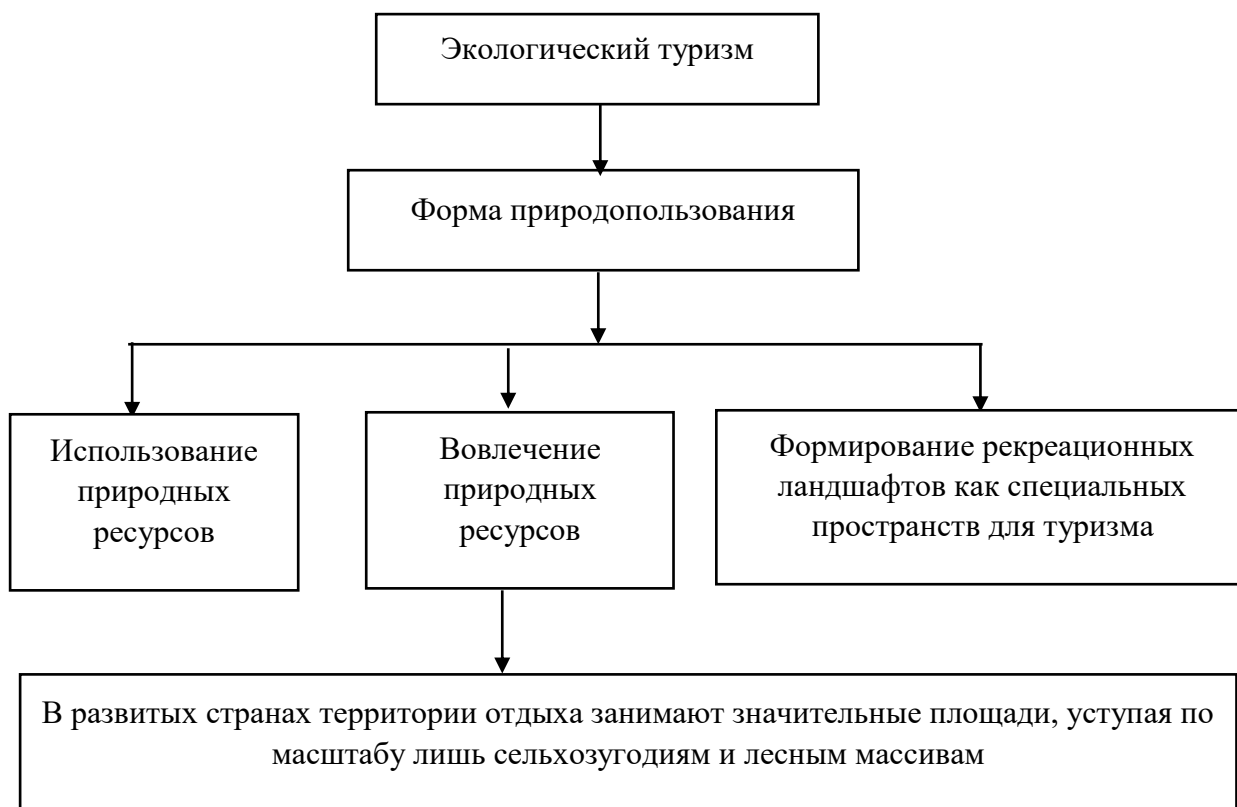 Экологический туризм
Форма природопользования
Использование
природных
ресурсов
Вовлечение
природных
ресурсов
Формирование рекреационных
ландшафтов как специальных
пространств для туризма
В развитых странах территории отдыха занимают значительные площади, уступая по
масштабу лишь сельхозугодиям и лесным массивам